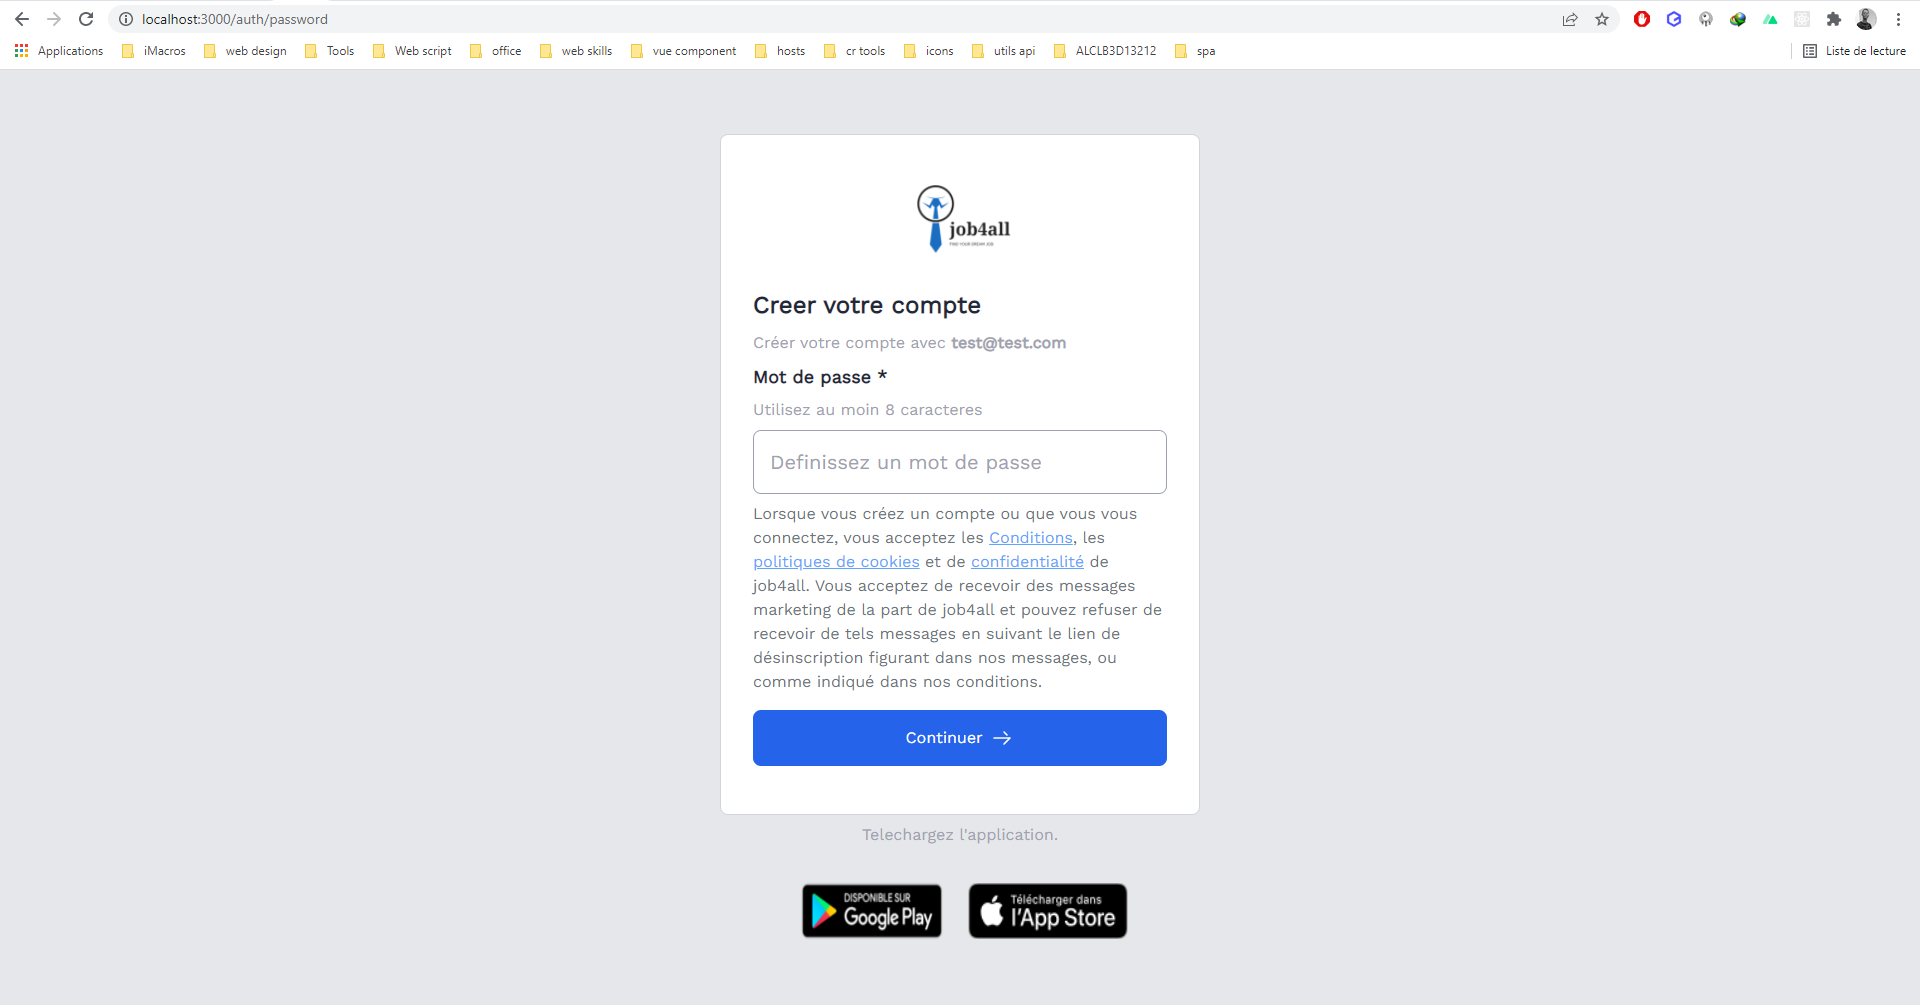 localhost:3000/auth/password
Applications iMacros web design Tools Web script office web skills vue component hosts cr tools icons utils api ALCLB3D13212 spa Liste de lecture
job4all
FIND YOUR DREAM JOB
Creer votre compte
Créer votre compte avec test@test.com
Mot de passe *
Utilisez au moin 8 caracteres
Definissez un mot de passe
Lorsque vous créez un compte ou que vous vous
connectez, vous acceptez les Conditions, les
politiques de cookies et de confidentialité de
job4all. Vous acceptez de recevoir des messages
marketing de la part de job4all et pouvez refuser de
recevoir de tels messages en suivant le lien de
désinscription figurant dans nos messages, ou
comme indiqué dans nos conditions.
Continuer
Telechargez l'application.
DISPONIBLE SUR
Google Play
Télécharger dans
l'App Store